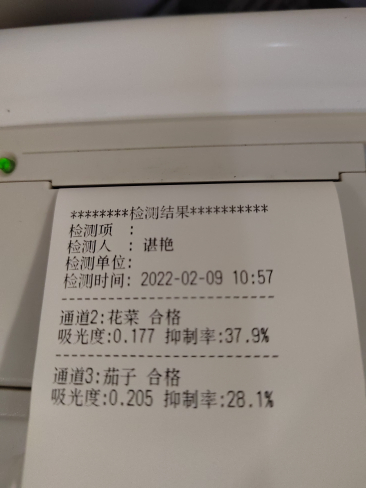 ********检测结果**********
检测项 :
检测人 : 谌艳
检测单位:
检测时间: 2022-02-09 10:57
------------------------------
通道2:花菜 合格
吸光度:0.177 抑制率:37.9%
------------------------------
通道3:茄子 合格
吸光度:0.205 抑制率:28.1%